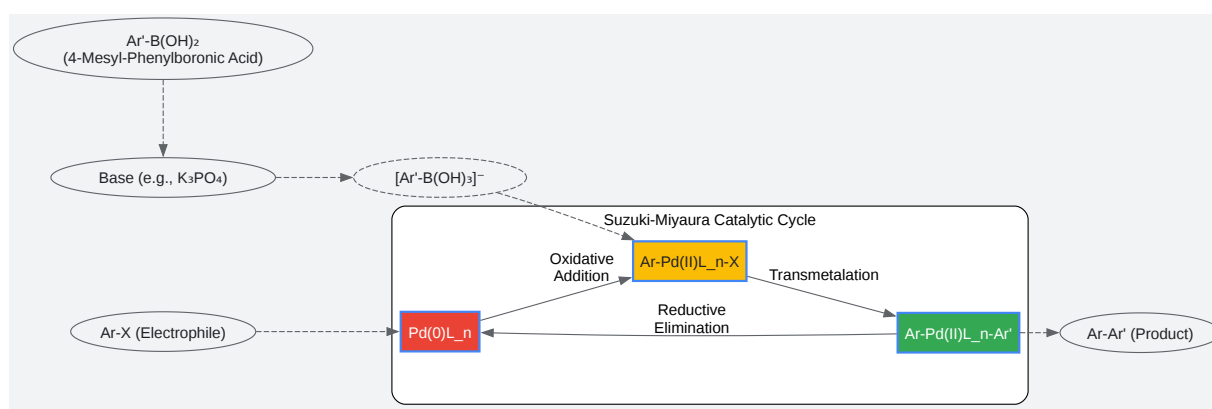 Ar'-B(OH)₂
(4-Mesyl-Phenylboronic Acid)
Base (e.g., K₃PO₄)
[Ar'-B(OH)₃]⁻
Suzuki-Miyaura Catalytic Cycle
Ar-Pd(II)L_n-X
Oxidative
Addition
Transmetalation
Reductive
Elimination
Ar-X (Electrophile)
Pd(0)L_n
Ar-Pd(II)L_n-Ar'
Ar-Ar' (Product)